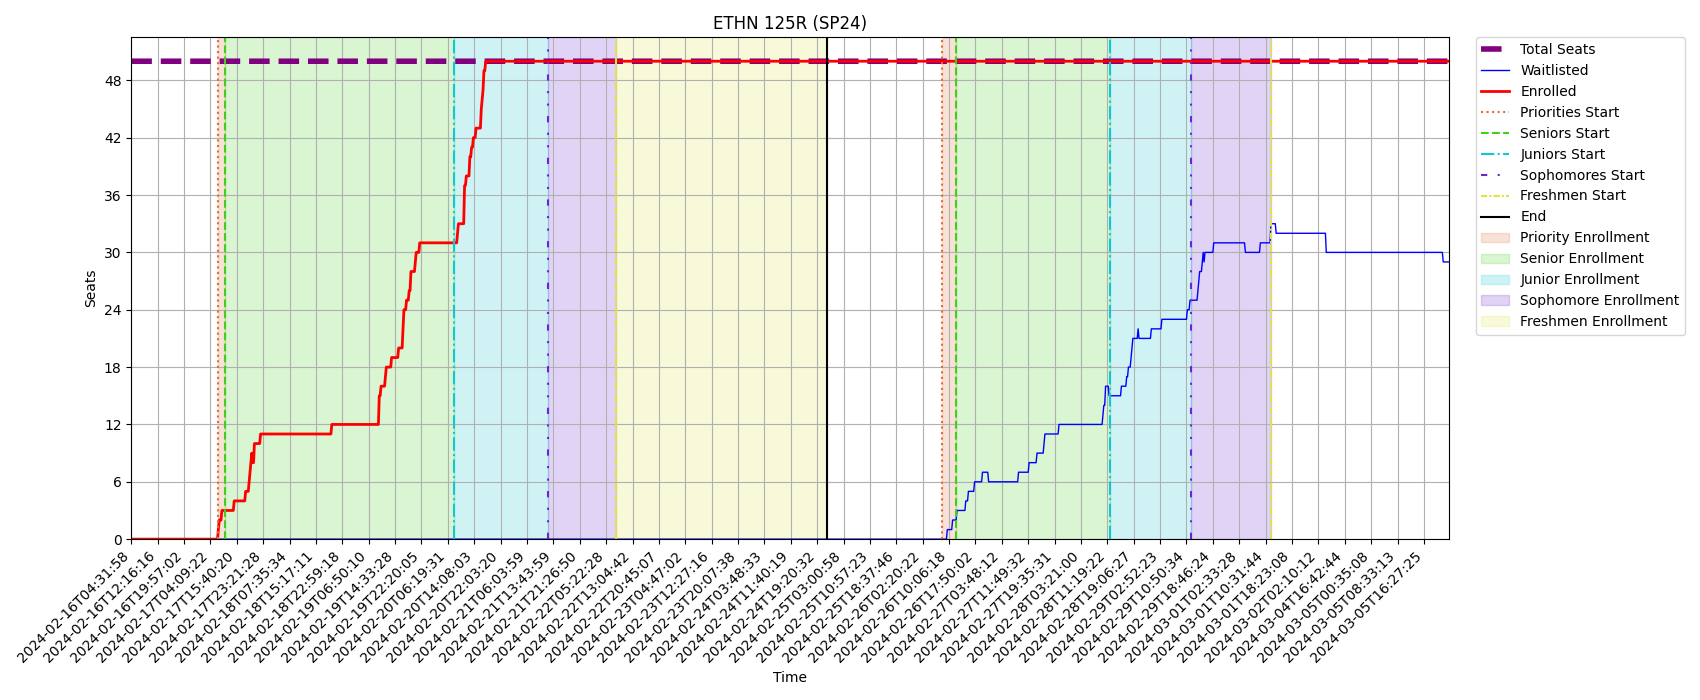 ETHN 125R (SP24)
Seats
48
42
36
30
24
18
12
6
0
2024-02-16T04:31:58
2024-02-16T12:16:16
2024-02-16T19:57:02
2024-02-17T04:09:22
2024-02-17T15:40:20
2024-02-17T23:21:28
2024-02-18T07:35:34
2024-02-18T15:17:11
2024-02-18T22:59:18
2024-02-19T06:50:10
2024-02-19T14:33:28
2024-02-19T22:20:05
2024-02-20T06:19:31
2024-02-20T14:08:03
2024-02-20T22:03:20
2024-02-21T06:03:59
2024-02-21T13:43:59
2024-02-21T21:26:50
2024-02-22T05:22:28
2024-02-22T13:04:42
2024-02-22T20:45:07
2024-02-23T04:47:02
2024-02-23T12:27:16
2024-02-23T20:07:38
2024-02-24T03:48:33
2024-02-24T11:40:19
2024-02-24T19:20:32
2024-02-25T03:00:58
2024-02-25T10:57:23
2024-02-25T18:37:46
2024-02-26T02:20:22
2024-02-26T10:06:18
2024-02-26T17:50:02
2024-02-27T03:48:12
2024-02-27T11:49:32
2024-02-27T19:35:31
2024-02-28T03:21:00
2024-02-28T11:19:22
2024-02-28T19:06:27
2024-02-29T02:52:23
2024-02-29T10:50:34
2024-02-29T18:46:24
2024-03-01T02:33:28
2024-03-01T10:31:44
2024-03-01T18:23:08
2024-03-02T02:10:12
2024-03-04T16:42:44
2024-03-05T00:35:08
2024-03-05T08:33:13
2024-03-05T16:27:25
Time
Total Seats
Waitlisted
Enrolled
Priorities Start
Seniors Start
Juniors Start
Sophomores Start
Freshmen Start
End
Priority Enrollment
Senior Enrollment
Junior Enrollment
Sophomore Enrollment
Freshmen Enrollment